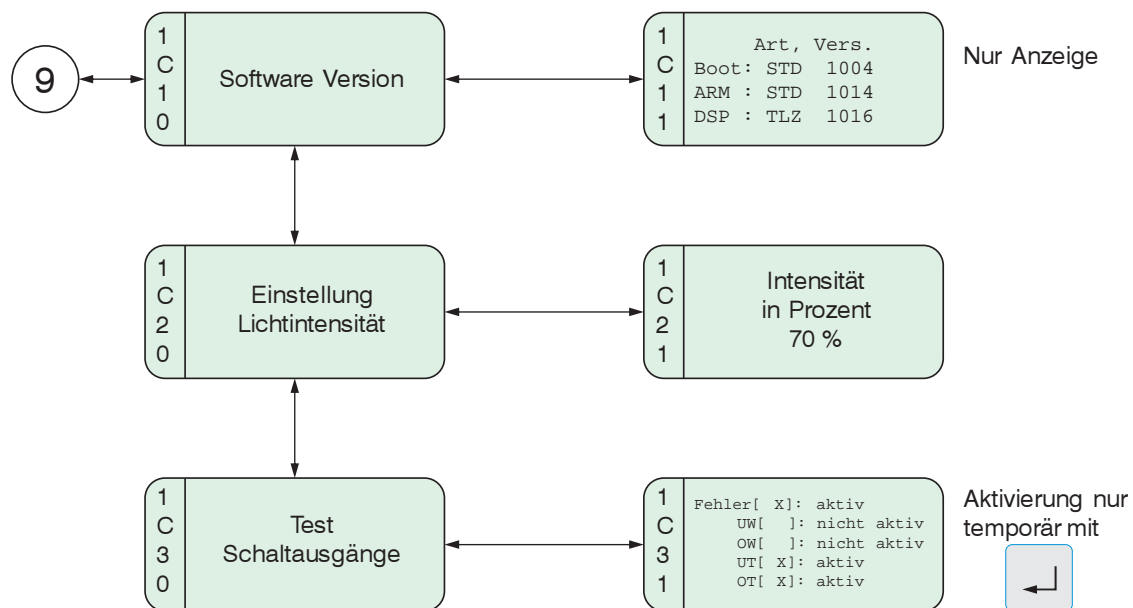 9
1
C
1
0
Software Version
1
C
1
1
Art, Vers.
Boot: STD 1004
ARM : STD 1014
DSP : TLZ 1016
Nur Anzeige
1
C
2
0
Einstellung
Lichtintensität
1
C
2
1
Intensität
in Prozent
70 %
1
C
3
0
Test
Schaltausgänge
1
C
3
1
Fehler[ X]: aktiv
UW[ ]: nicht aktiv
OW[ ]: nicht aktiv
UT[ X]: aktiv
OT[ X]: aktiv
Aktivierung nur
temporär mit